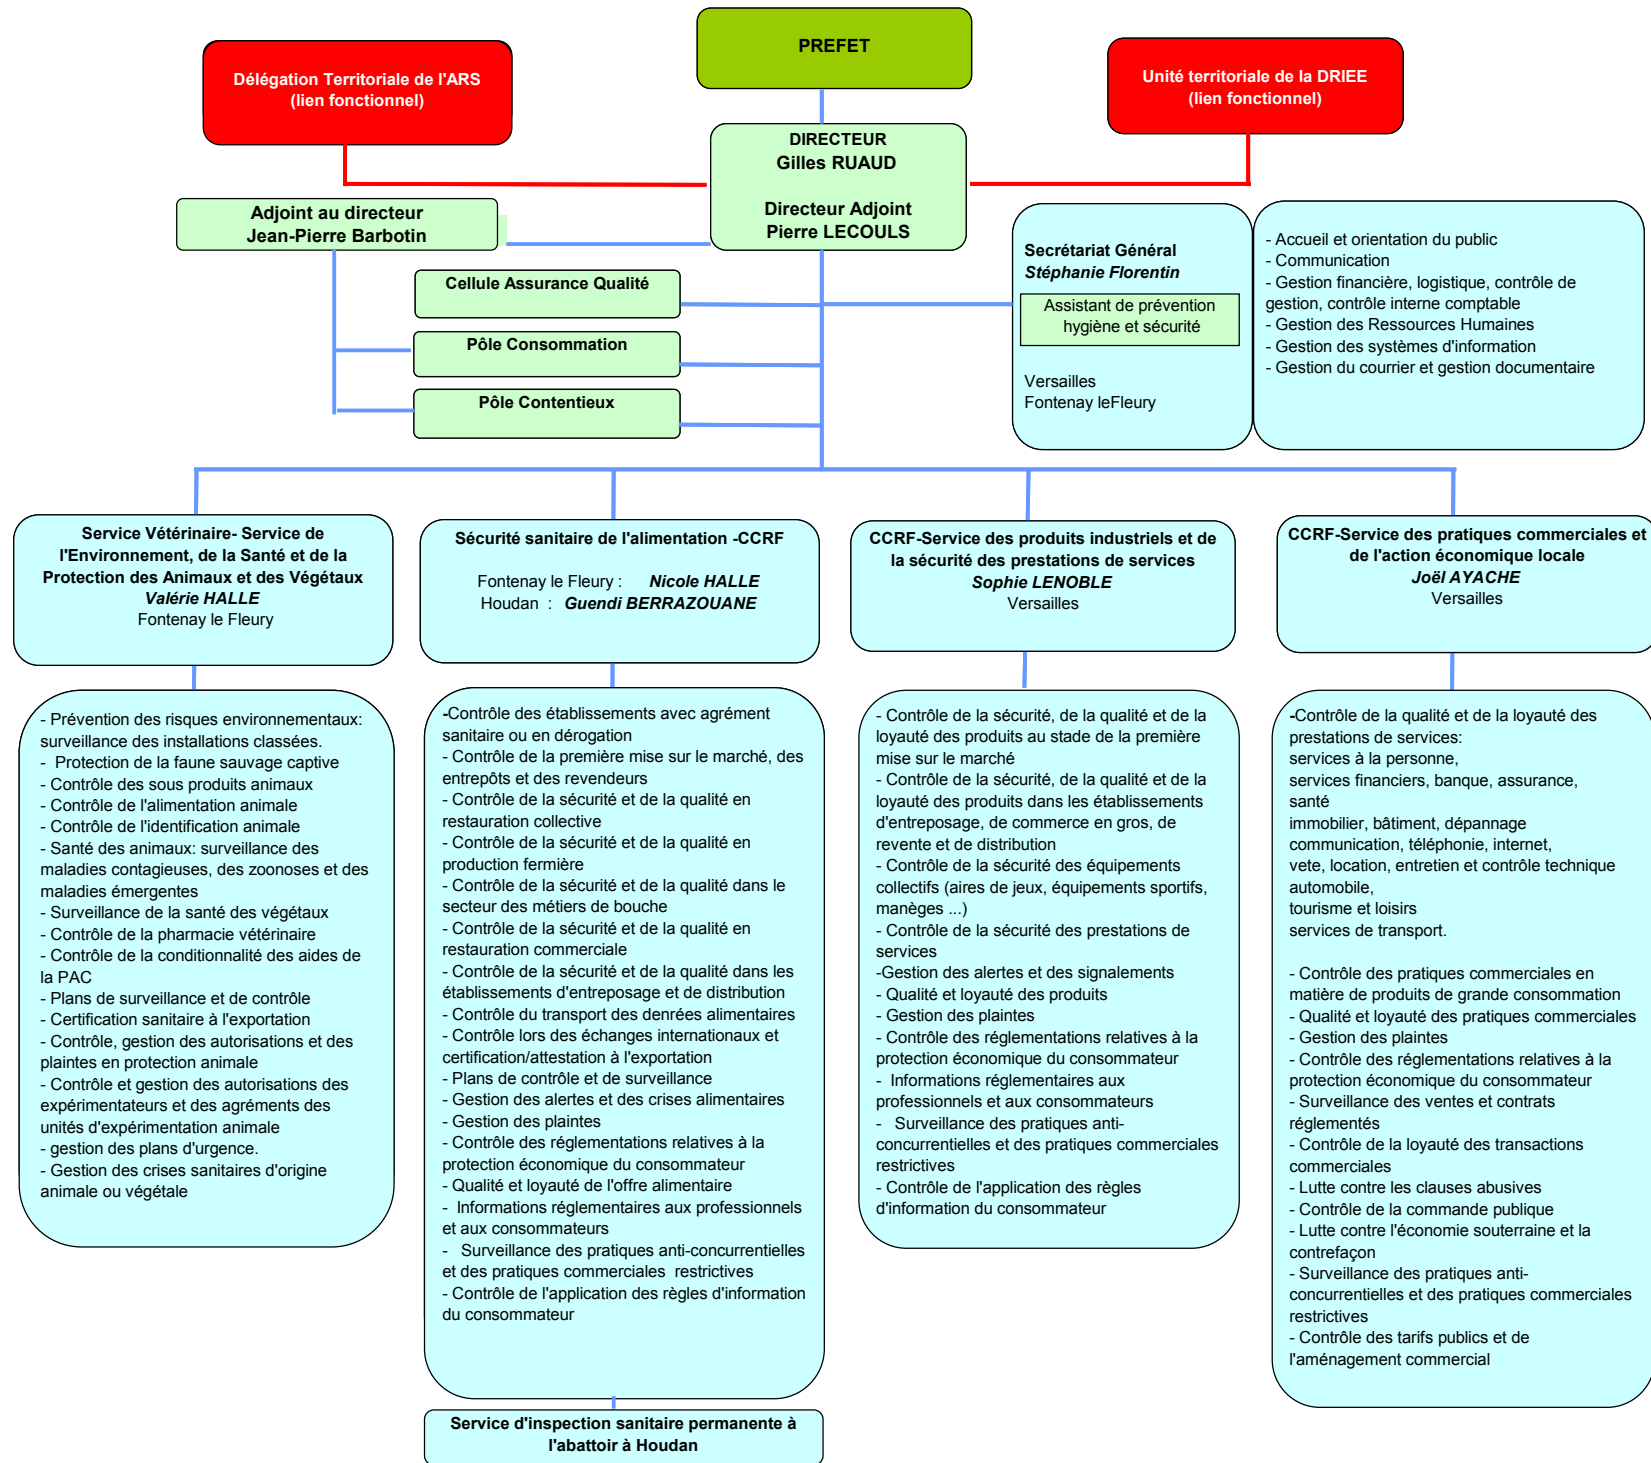 PREFET
Délégation Territoriale de l'ARS
(lien fonctionnel)
Unité territoriale de la DRIEE
(lien fonctionnel)
DIRECTEUR
Gilles RUAUD
Directeur Adjoint
Pierre LECOULS
Adjoint au directeur
Jean-Pierre Barbotin
Cellule Assurance Qualité
Pôle Consommation
Pôle Contentieux
Secrétariat Général
Stéphanie Florentin
Assistant de prévention
hygiène et sécurité
Versailles
Fontenay leFleury
- Accueil et orientation du public
- Communication
- Gestion financière, logistique, contrôle de
gestion, contrôle interne comptable
- Gestion des Ressources Humaines
- Gestion des systèmes d'information
- Gestion du courrier et gestion documentaire
Service Vétérinaire- Service de
l'Environnement, de la Santé et de la
Protection des Animaux et des Végétaux
Valérie HALLE
Fontenay le Fleury
- Prévention des risques environnementaux:
surveillance des installations classées.
- Protection de la faune sauvage captive
- Contrôle des sous produits animaux
- Contrôle de l'alimentation animale
- Contrôle de l'identification animale
- Santé des animaux: surveillance des
maladies contagieuses, des zoonoses et des
maladies émergentes
- Surveillance de la santé des végétaux
- Contrôle de la pharmacie vétérinaire
- Contrôle de la conditionnalité des aides de
la PAC
- Plans de surveillance et de contrôle
- Certification sanitaire à l'exportation
- Contrôle, gestion des autorisations et des
plaintes en protection animale
- Contrôle et gestion des autorisations des
expérimentateurs et des agréments des
unités d'expérimentation animale
- gestion des plans d'urgence.
- Gestion des crises sanitaires d'origine
animale ou végétale
Sécurité sanitaire de l'alimentation -CCRF
Fontenay le Fleury : Nicole HALLE
Houdan : Guendi BERRAZOUANE
-Contrôle des établissements avec agrément
sanitaire ou en dérogation
- Contrôle de la première mise sur le marché, des
entrepôts et des revendeurs
- Contrôle de la sécurité et de la qualité en
restauration collective
- Contrôle de la sécurité et de la qualité en
production fermière
- Contrôle de la sécurité et de la qualité dans le
secteur des métiers de bouche
- Contrôle de la sécurité et de la qualité en
restauration commerciale
- Contrôle de la sécurité et de la qualité dans les
établissements d'entreposage et de distribution
- Contrôle du transport des denrées alimentaires
- Contrôle lors des échanges internationaux et
certification/attestation à l'exportation
- Plans de contrôle et de surveillance
- Gestion des alertes et des crises alimentaires
- Gestion des plaintes
- Contrôle des réglementations relatives à la
protection économique du consommateur
- Qualité et loyauté de l'offre alimentaire
- Informations réglementaires aux professionnels
et aux consommateurs
- Surveillance des pratiques anti-concurrentielles
et des pratiques commerciales restrictives
- Contrôle de l'application des règles d'information
du consommateur
Service d'inspection sanitaire permanente à
l'abattoir à Houdan
CCRF-Service des produits industriels et de
la sécurité des prestations de services
Sophie LENOBLE
Versailles
- Contrôle de la sécurité, de la qualité et de la
loyauté des produits au stade de la première
mise sur le marché
- Contrôle de la sécurité, de la qualité et de la
loyauté des produits dans les établissements
d'entreposage, de commerce en gros, de
revente et de distribution
- Contrôle de la sécurité des équipements
collectifs (aires de jeux, équipements sportifs,
manèges ...)
- Contrôle de la sécurité des prestations de
services
-Gestion des alertes et des signalements
- Qualité et loyauté des produits
- Gestion des plaintes
- Contrôle des réglementations relatives à la
protection économique du consommateur
- Informations réglementaires aux
professionnels et aux consommateurs
- Surveillance des pratiques anti-
concurrentielles et des pratiques commerciales
restrictives
- Contrôle de l'application des règles
d'information du consommateur
CCRF-Service des pratiques commerciales et
de l'action économique locale
Joël AYACHE
Versailles
-Contrôle de la qualité et de la loyauté des
prestations de services:
services à la personne,
services financiers, banque, assurance,
santé
immobilier, bâtiment, dépannage
communication, téléphonie, internet,
vete, location, entretien et contrôle technique
automobile,
tourisme et loisirs
services de transport.
- Contrôle des pratiques commerciales en
matière de produits de grande consommation
- Qualité et loyauté des pratiques commerciales
- Gestion des plaintes
- Contrôle des réglementations relatives à la
protection économique du consommateur
- Surveillance des ventes et contrats
réglementés
- Contrôle de la loyauté des transactions
commerciales
- Lutte contre les clauses abusives
- Contrôle de la commande publique
- Lutte contre l'économie souterraine et la
contrefaçon
- Surveillance des pratiques anti-
concurrentielles et des pratiques commerciales
restrictives
- Contrôle des tarifs publics et de
l'aménagement commercial